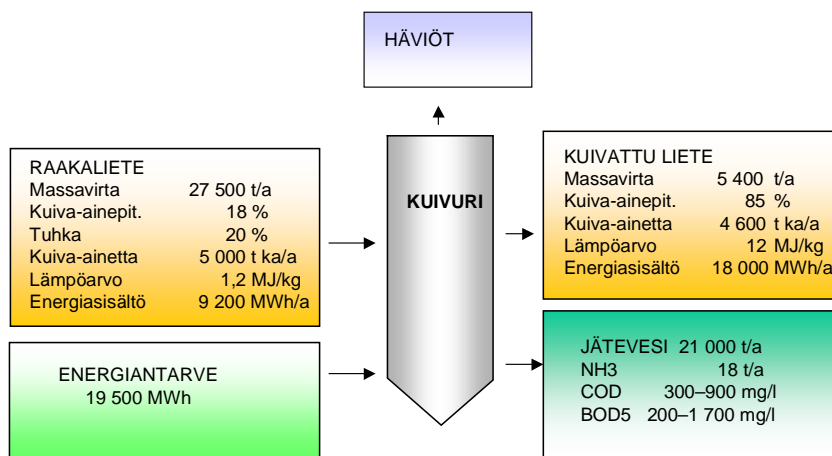 HÄVIÖT
RAAKALIETE
Massavirta 27 500 t/a
Kuiva-ainepit. 18 %
Tuhka 20 %
Kuiva-ainetta 5 000 t ka/a
Lämpöarvo 1,2 MJ/kg
Energiasisältö 9 200 MWh/a
ENERGIANTARVE
19 500 MWh
KUIVURI
KUIVATTU LIETE
Massavirta 5 400 t/a
Kuiva-ainepit. 85 %
Kuiva-ainetta 4 600 t ka/a
Lämpöarvo 12 MJ/kg
Energiasisältö 18 000 MWh/a
JÄTEVESI 21 000 t/a
NH3 18 t/a
COD 300–900 mg/l
BOD5 200–1 700 mg/l